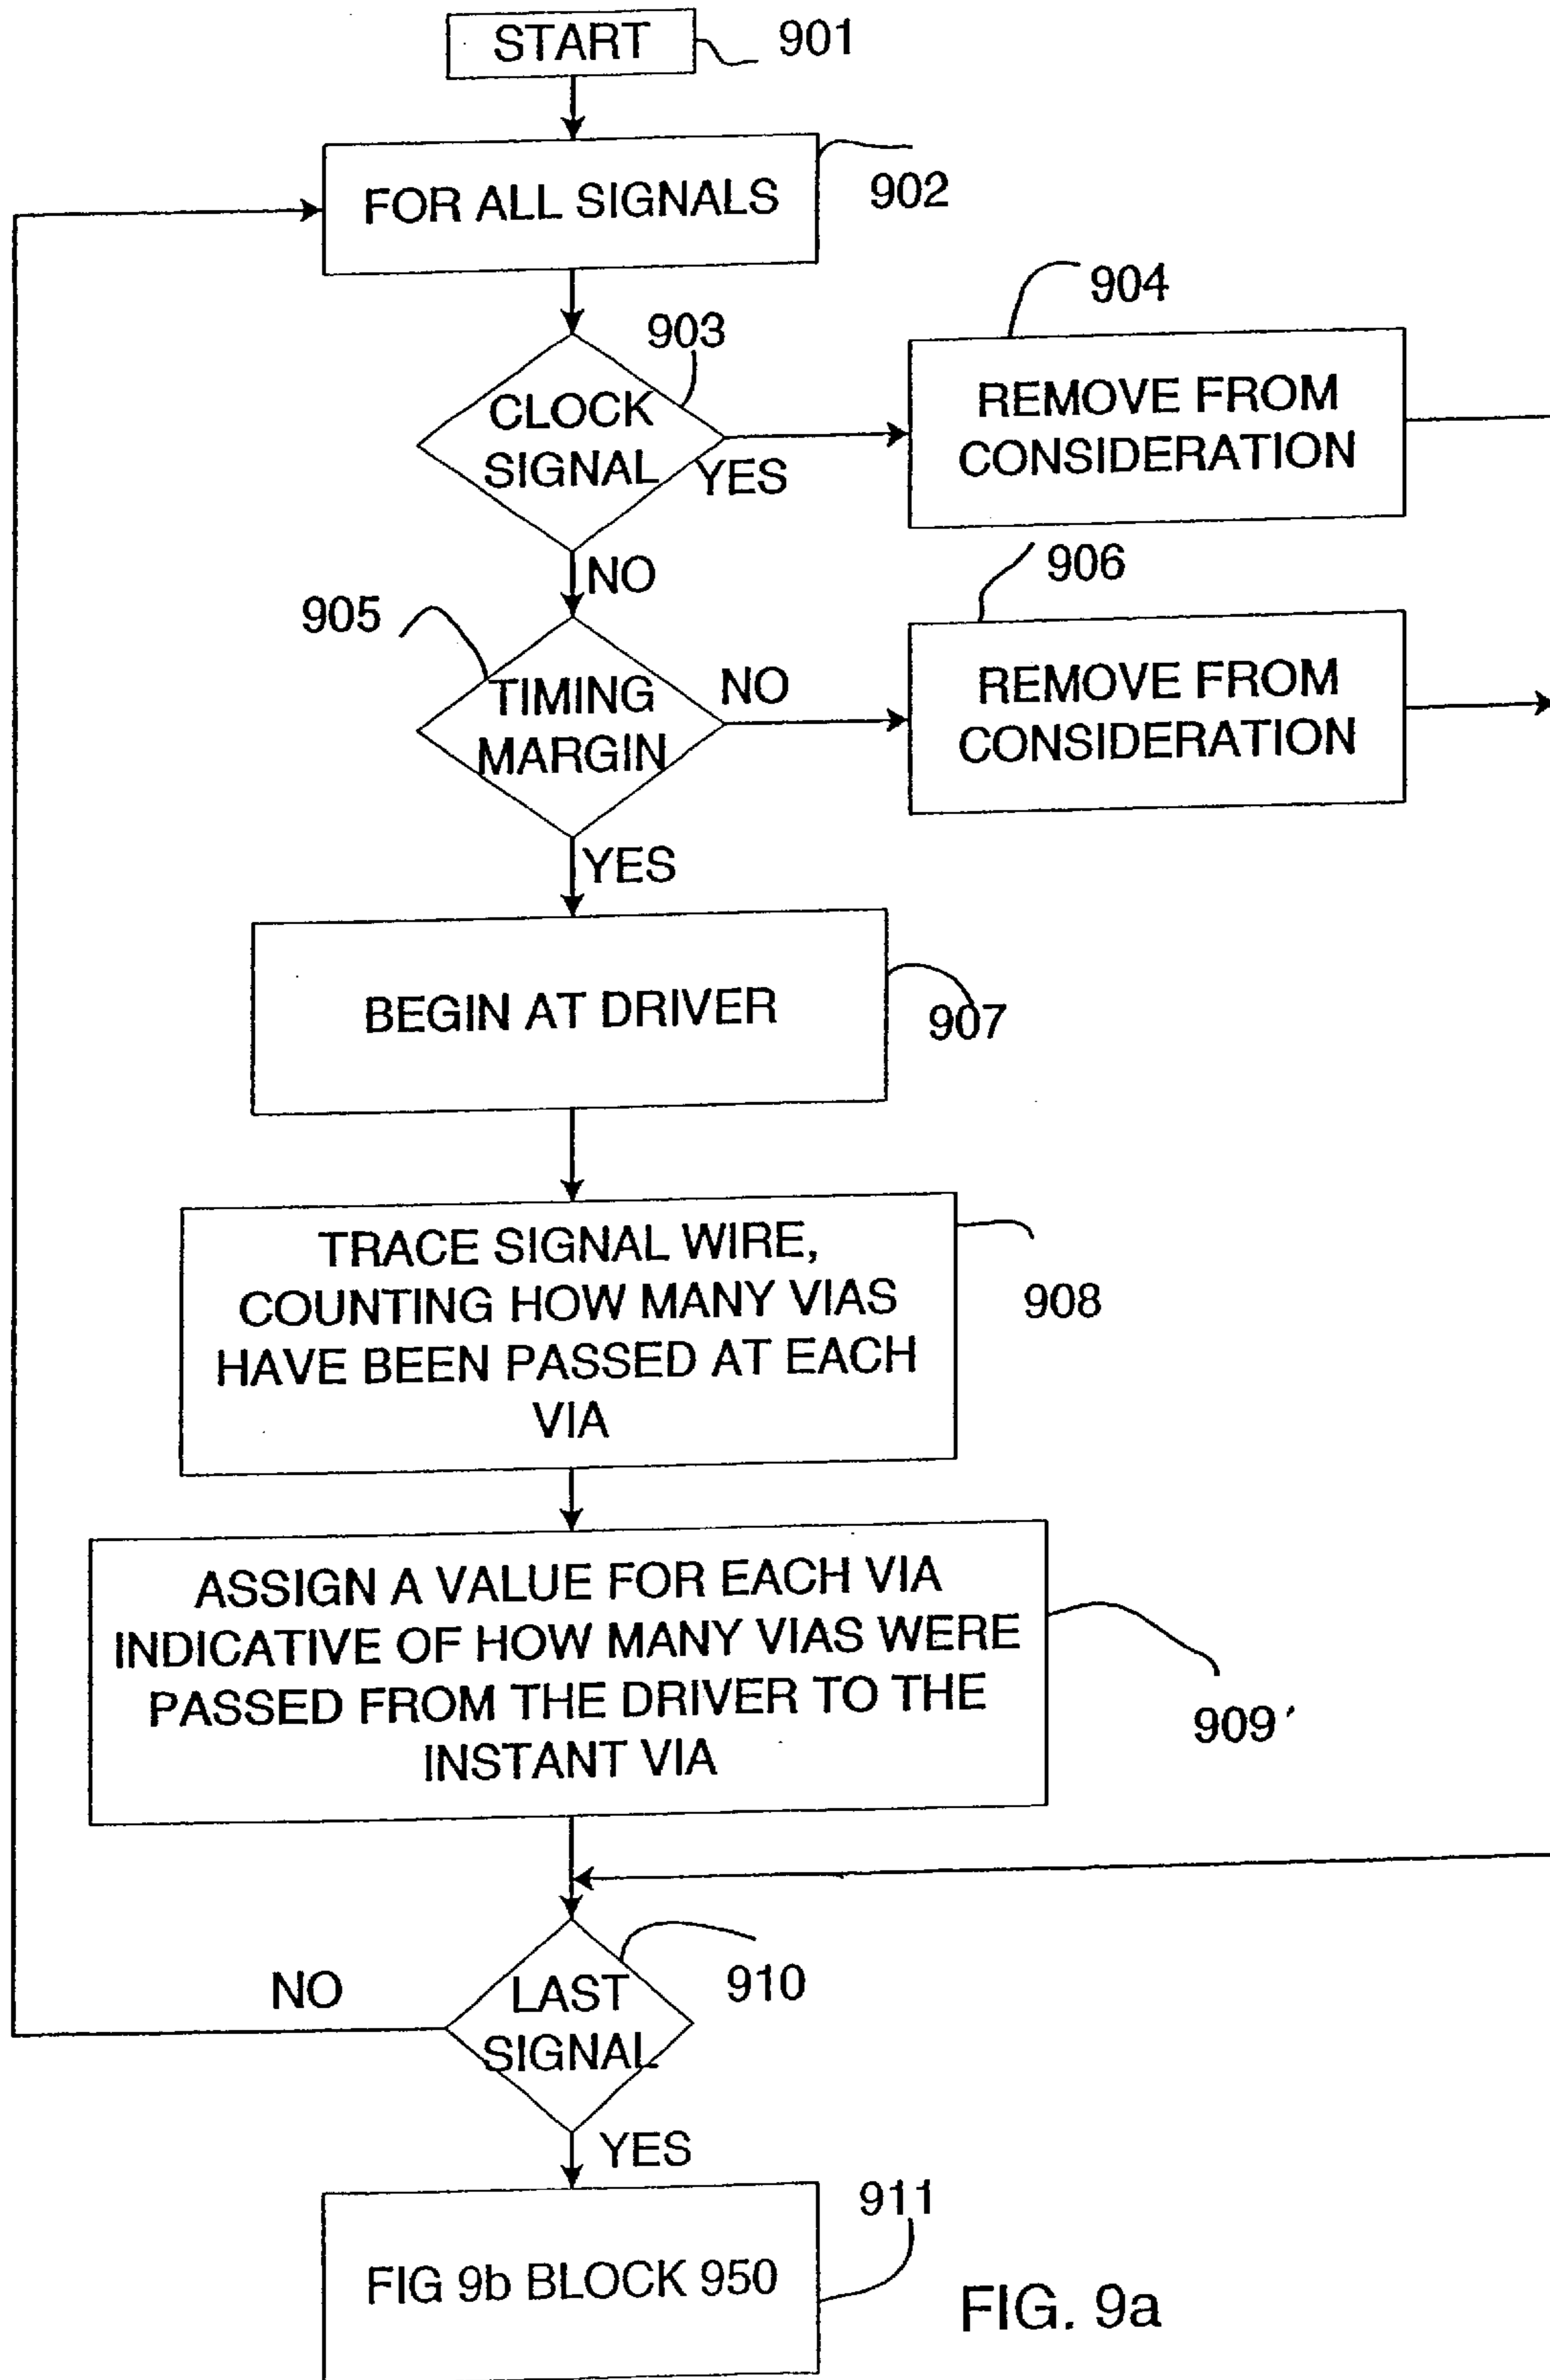 START
901
FOR ALL SIGNALS
902
903
904
CLOCK
SIGNAL
YES
REMOVE FROM
CONSIDERATION
NO
905
906
TIMING
MARGIN
NO
REMOVE FROM
CONSIDERATION
YES
BEGIN AT DRIVER
907
TRACE SIGNAL WIRE,
COUNTING HOW MANY VIAS
HAVE BEEN PASSED AT EACH
VIA
908
ASSIGN A VALUE FOR EACH VIA
INDICATIVE OF HOW MANY VIAS WERE
PASSED FROM THE DRIVER TO THE
INSTANT VIA
909'
NO
LAST
SIGNAL
910
YES
911
FIG 9b BLOCK 950
FIG. 9a